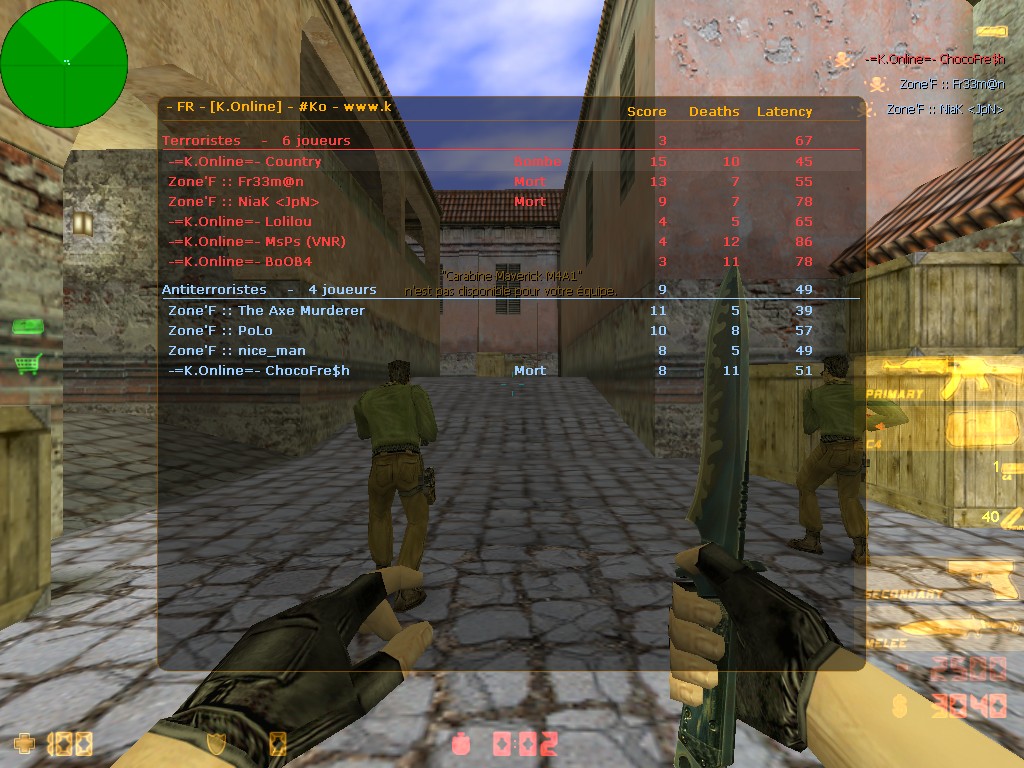 -=K.Online=- ChocoFre$h
Zone'F :: Fr33m@n
Zone'F :: NiaK <JpN>
- FR - [K.Online] - #Ko - www.k
Score Deaths Latency
Terroristes - 6 joueurs 3 67
-=K.Online=- Country Bombe 15 10 45
Zone'F :: Fr33m@n Mort 13 7 55
Zone'F :: NiaK <JpN> Mort 9 7 78
-=K.Online=- Lolilou 4 5 65
-=K.Online=- MsPs (VNR) 4 12 86
-=K.Online=- BoOB4 3 11 78
"Carabine Maverick M4A1"
n'est pas disponible pour votre équipe.
Antiterroristes - 4 joueurs 9 49
Zone'F :: The Axe Murderer 11 5 39
Zone'F :: PoLo 10 8 57
Zone'F :: nice_man 8 5 49
-=K.Online=- ChocoFre$h Mort 8 11 51
PRIMARY
C4
1
40
SECONDARY
MELEE
- 2500
$ 3040
100
0
0:02